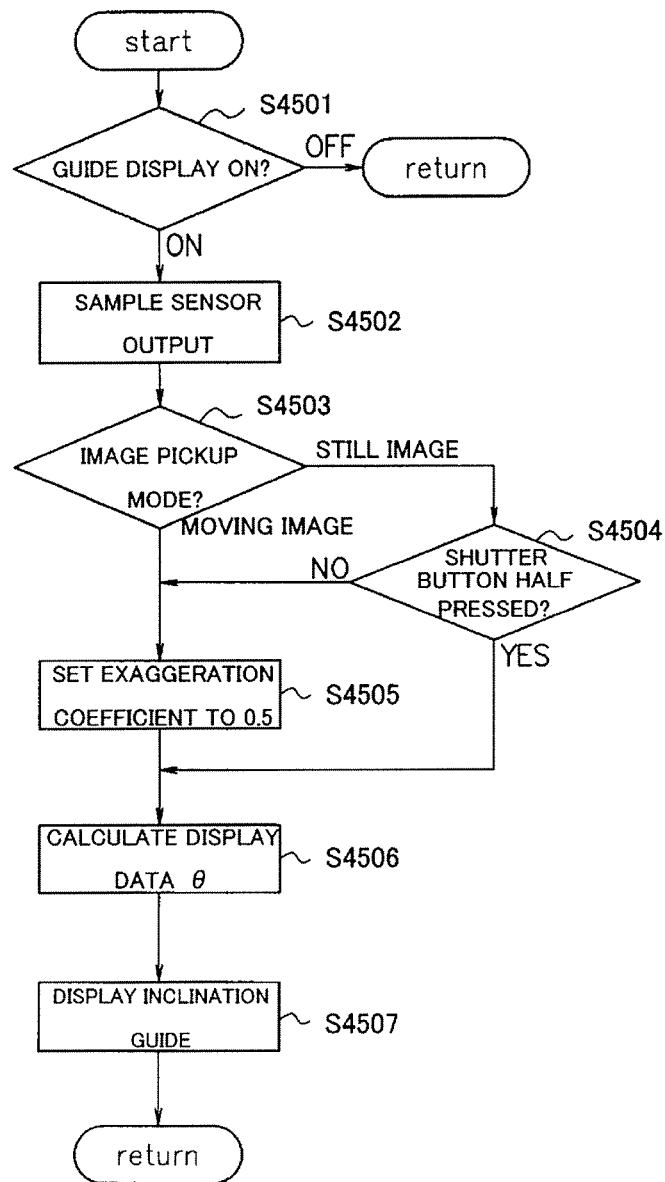 start
S4501
GUIDE DISPLAY ON?
OFF
return
ON
SAMPLE SENSOR
OUTPUT
S4502
S4503
IMAGE PICKUP
MODE?
STILL IMAGE
MOVING IMAGE
S4504
SHUTTER
BUTTON HALF
PRESSED?
NO
YES
SET EXAGGERATION
COEFFICIENT TO 0.5
S4505
CALCULATE DISPLAY
DATA θ
S4506
DISPLAY INCLINATION
GUIDE
S4507
return